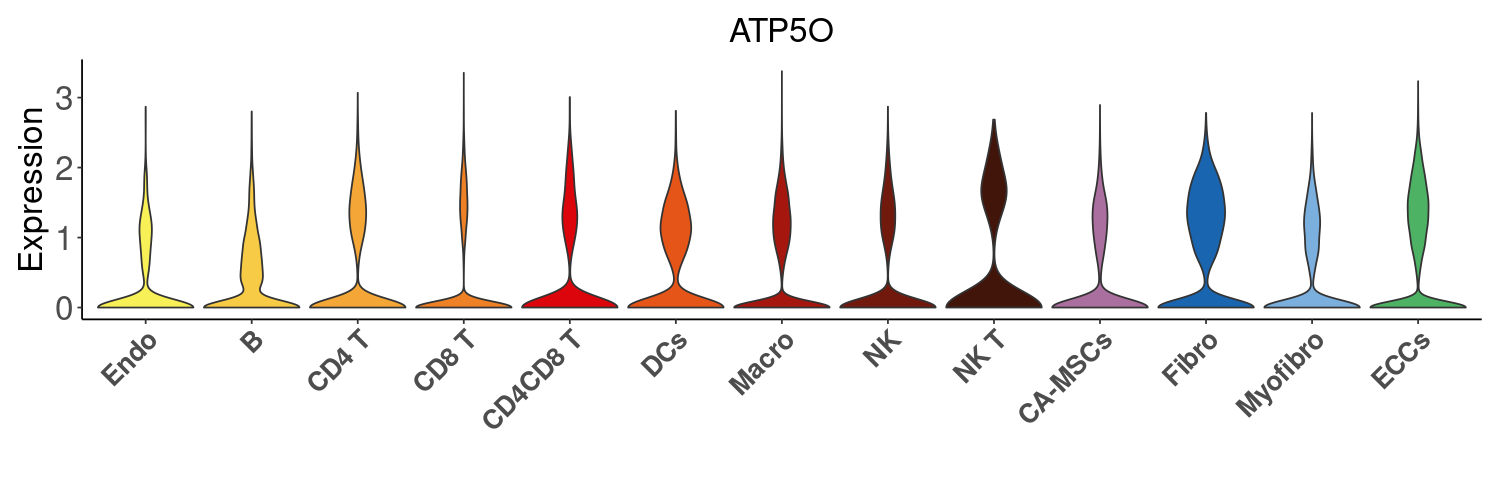 ATP5O
Expression
3
2
1
0
Endo
B
CD4 T
CD8 T
CD4CD8 T
DCs
Macro
NK
NK T
CA-MSCs
Fibro
Myofibro
ECCs